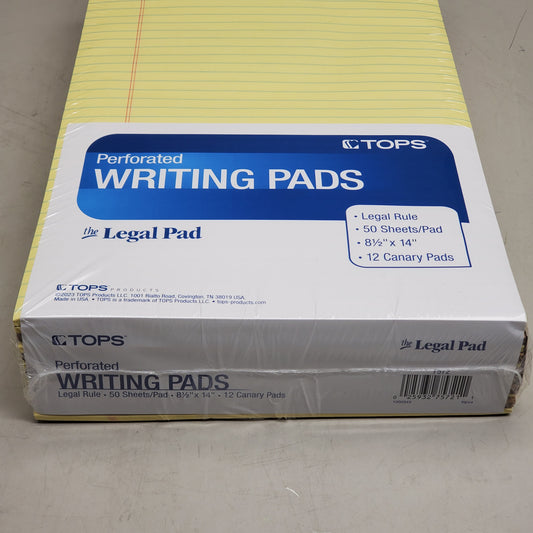 TOPS
Perforated
WRITING PADS
the Legal Pad
• Legal Rule
• 50 Sheets/Pad
• 8½" x 14"
• 12 Canary Pads
TOPS PRODUCTS
©2023 TOPS Products LLC, 1001 Rialto Road, Covington, TN 38019 USA.
Made in USA. • TOPS is a trademark of TOPS Products LLC. • tops-products.com
TOPS
the Legal Pad
Perforated
WRITING PADS
Legal Rule • 50 Sheets/Pad • 8½" x 14" • 12 Canary Pads